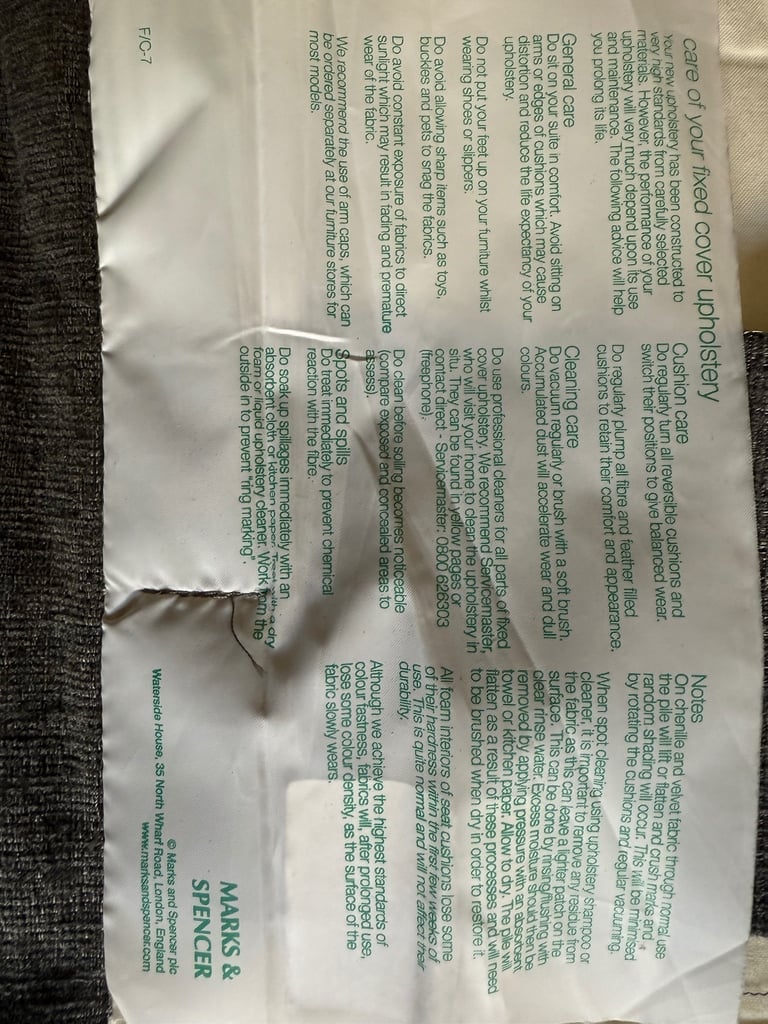 care of your fixed cover upholstery
Your new upholstery has been constructed to
very high standards from carefully selected
materials. However, the performance of your
upholstery will very much depend upon its use
and maintenance. The following advice will help
you prolong its life.
General care
Do sit on your suite in comfort. Avoid sitting on
arms or edges of cushions which may cause
distortion and reduce the life expectancy of your
upholstery.
Do not put your feet up on your furniture whilst
wearing shoes or slippers.
Do avoid allowing sharp items such as toys,
buckles and pets to snag the fabrics.
Do avoid constant exposure of fabrics to direct
sunlight which may result in fading and premature
wear of the fabric.
We recommend the use of arm caps, which can
be ordered separately at our furniture stores for
most models.
F/C-7
Cushion care
Do regularly turn all reversible cushions and
switch their positions to give balanced wear.
Do regularly plump all fibre and feather filled
cushions to retain their comfort and appearance.
Cleaning care
Do vacuum regularly or brush with a soft brush.
Accumulated dust will accelerate wear and dull
colours.
Do use professional cleaners for all parts of fixed
cover upholstery. We recommend Servicemaster,
who will visit your home to clean the upholstery in
situ. They can be found in yellow pages or
contact direct - Servicemaster: 0800 626303
(freephone).
Do clean before soiling becomes noticeable
(compare exposed and concealed areas to
assess).
Spots and spills
Do treat immediately to prevent chemical
reaction with the fibre.
Do soak up spillages immediately with an
absorbent cloth or kitchen paper. Treat with a dry
foam or liquid upholstery cleaner. Work from the
outside in to prevent "ring marking".
Notes
On chenille and velvet fabric through normal use
the pile will lift or flatten and brush marks and
random shading will occur. This will be minimised
by rotating the cushions and regular vacuuming.
When spot cleaning using upholstery shampoo or
cleaner, it is important to remove any residue from
the fabric as this can leave a lighter patch on the
surface. This can be done by rinsing/flushing with
clear rinse water. Excess moisture should then be
removed by applying pressure with an absorbent
towel or kitchen paper. Allow to dry. The pile will
flatten as a result of these processes and will need
to be brushed when dry in order to restore it.
All foam interiors of seat cushions lose some
of their hardness within the first few weeks of
use. This is quite normal and will not affect their
durability.
Although we achieve the highest standards of
colour fastness, fabrics will, after prolonged use,
lose some colour density, as the surface of the
fabric slowly wears.
MARKS &
SPENCER
© Marks and Spencer plc
Waterside House, 35 North Wharf Road, London, England
www.marksandspencer.com